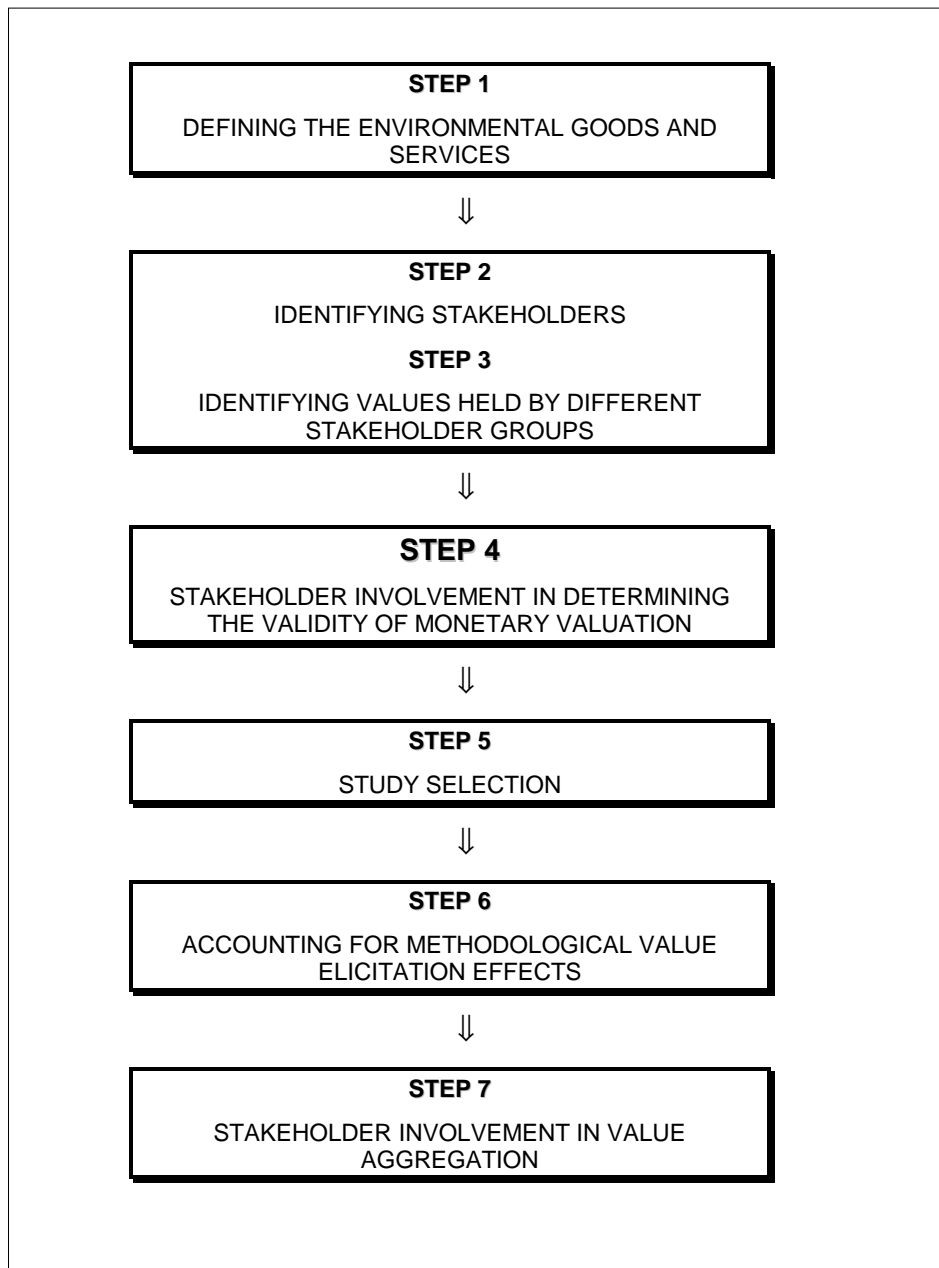 STEP 1
DEFINING THE ENVIRONMENTAL GOODS AND
SERVICES
⇓
STEP 2
IDENTIFYING STAKEHOLDERS
STEP 3
IDENTIFYING VALUES HELD BY DIFFERENT
STAKEHOLDER GROUPS
⇓
STEP 4
STAKEHOLDER INVOLVEMENT IN DETERMINING
THE VALIDITY OF MONETARY VALUATION
⇓
STEP 5
STUDY SELECTION
⇓
STEP 6
ACCOUNTING FOR METHODOLOGICAL VALUE
ELICITATION EFFECTS
⇓
STEP 7
STAKEHOLDER INVOLVEMENT IN VALUE
AGGREGATION